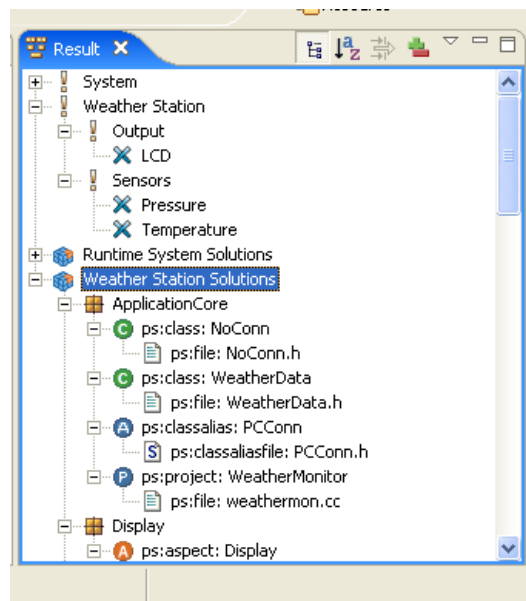 Result
System
Weather Station
Output
LCD
Sensors
Pressure
Temperature
Runtime System Solutions
Weather Station Solutions
ApplicationCore
ps:class: NoConn
ps:file: NoConn.h
ps:class: WeatherData
ps:file: WeatherData.h
ps:classalias: PCConn
ps:classaliasfile: PCConn.h
ps:project: WeatherMonitor
ps:file: weathermon.cc
Display
ps:aspect: Display